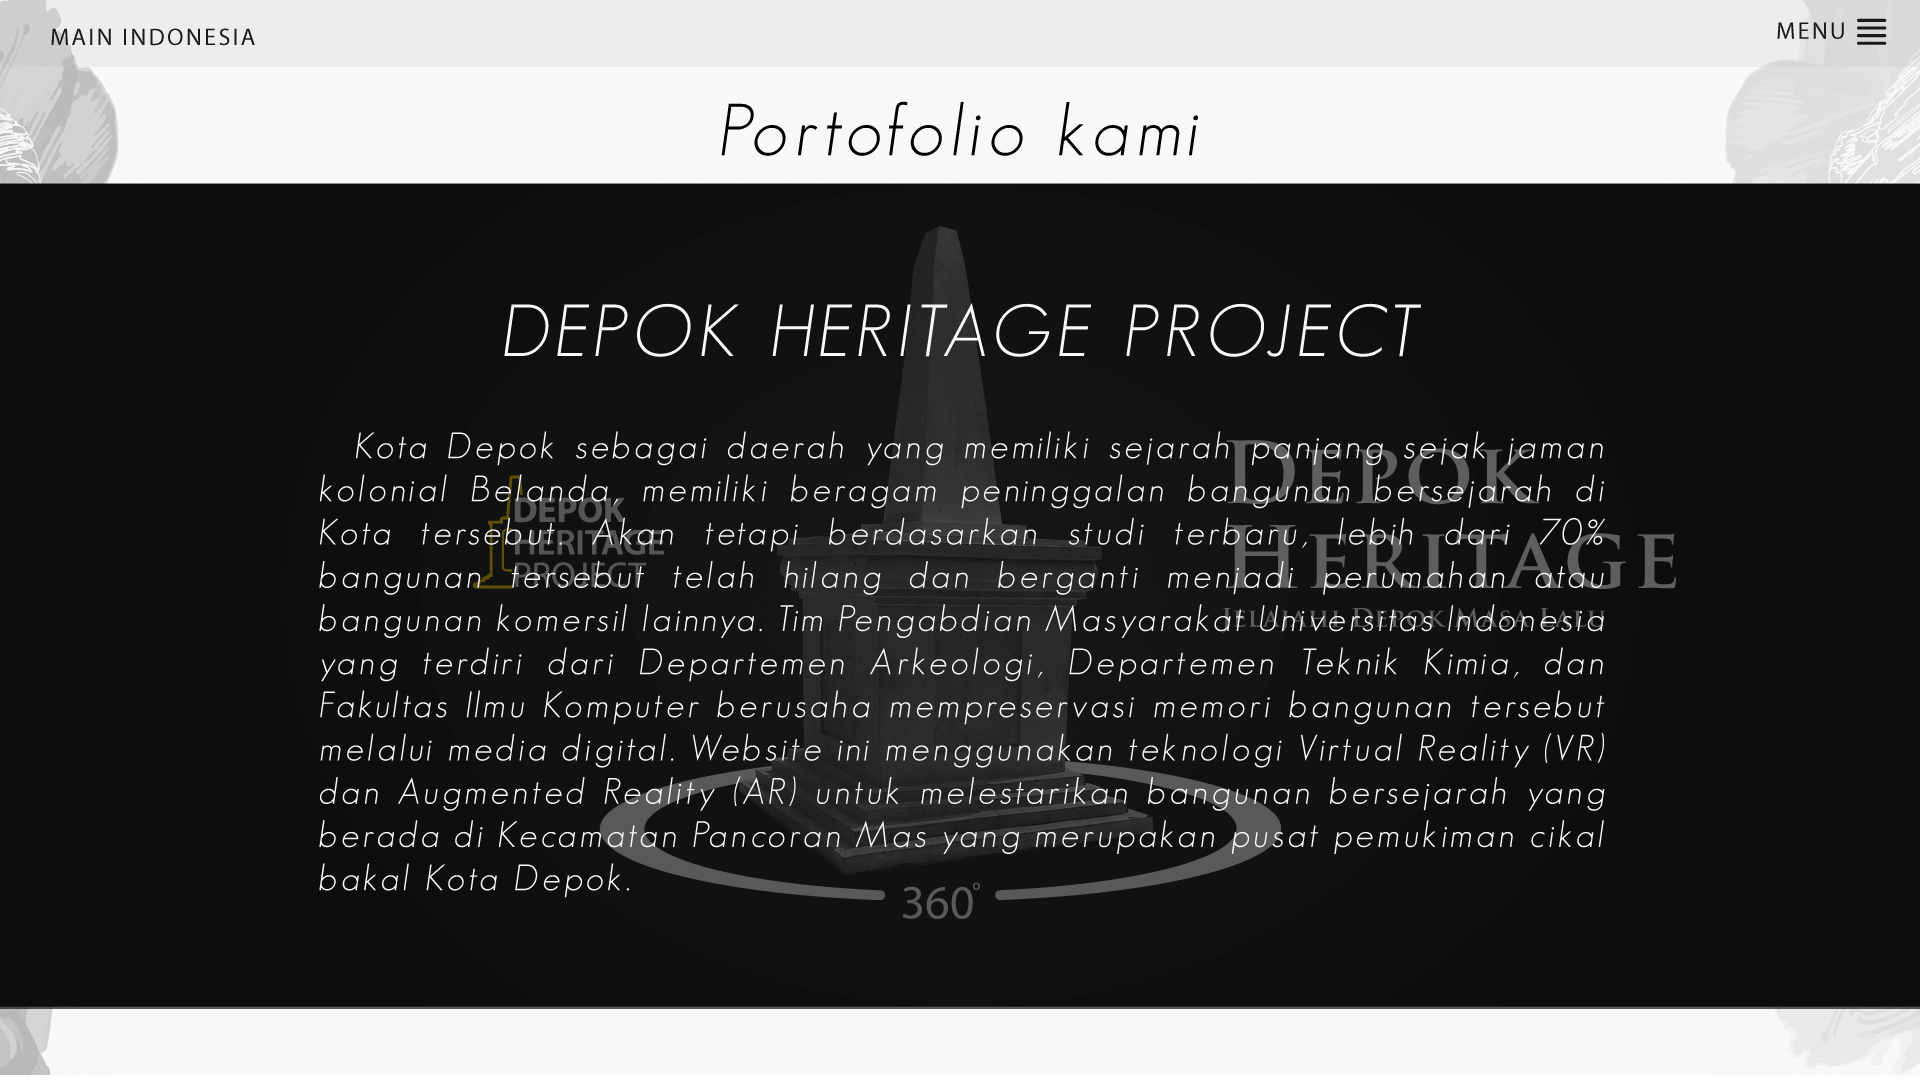 MAIN INDONESIA
MENU
Portofolio kami
DEPOK HERITAGE PROJECT
Kota Depok sebagai daerah yang memiliki sejarah panjang sejak jaman
kolonial Belanda, memiliki beragam peninggalan bangunan bersejarah di
Kota tersebut. Akan tetapi berdasarkan studi terbaru, lebih dari 70%
bangunan tersebut telah hilang dan berganti menjadi perumahan atau
bangunan komersil lainnya. Tim Pengabdian Masyarakat Universitas Indonesia
yang terdiri dari Departemen Arkeologi, Departemen Teknik Kimia, dan
Fakultas Ilmu Komputer berusaha mempreservasi memori bangunan tersebut
melalui media digital. Website ini menggunakan teknologi Virtual Reality (VR)
dan Augmented Reality (AR) untuk melestarikan bangunan bersejarah yang
berada di Kecamatan Pancoran Mas yang merupakan pusat pemukiman cikal
bakal Kota Depok.
DEPOK
HERITAGE
PROJECT
DEPOK
HERITAGE
JELAJAHI DEPOK MASA LALU
360°